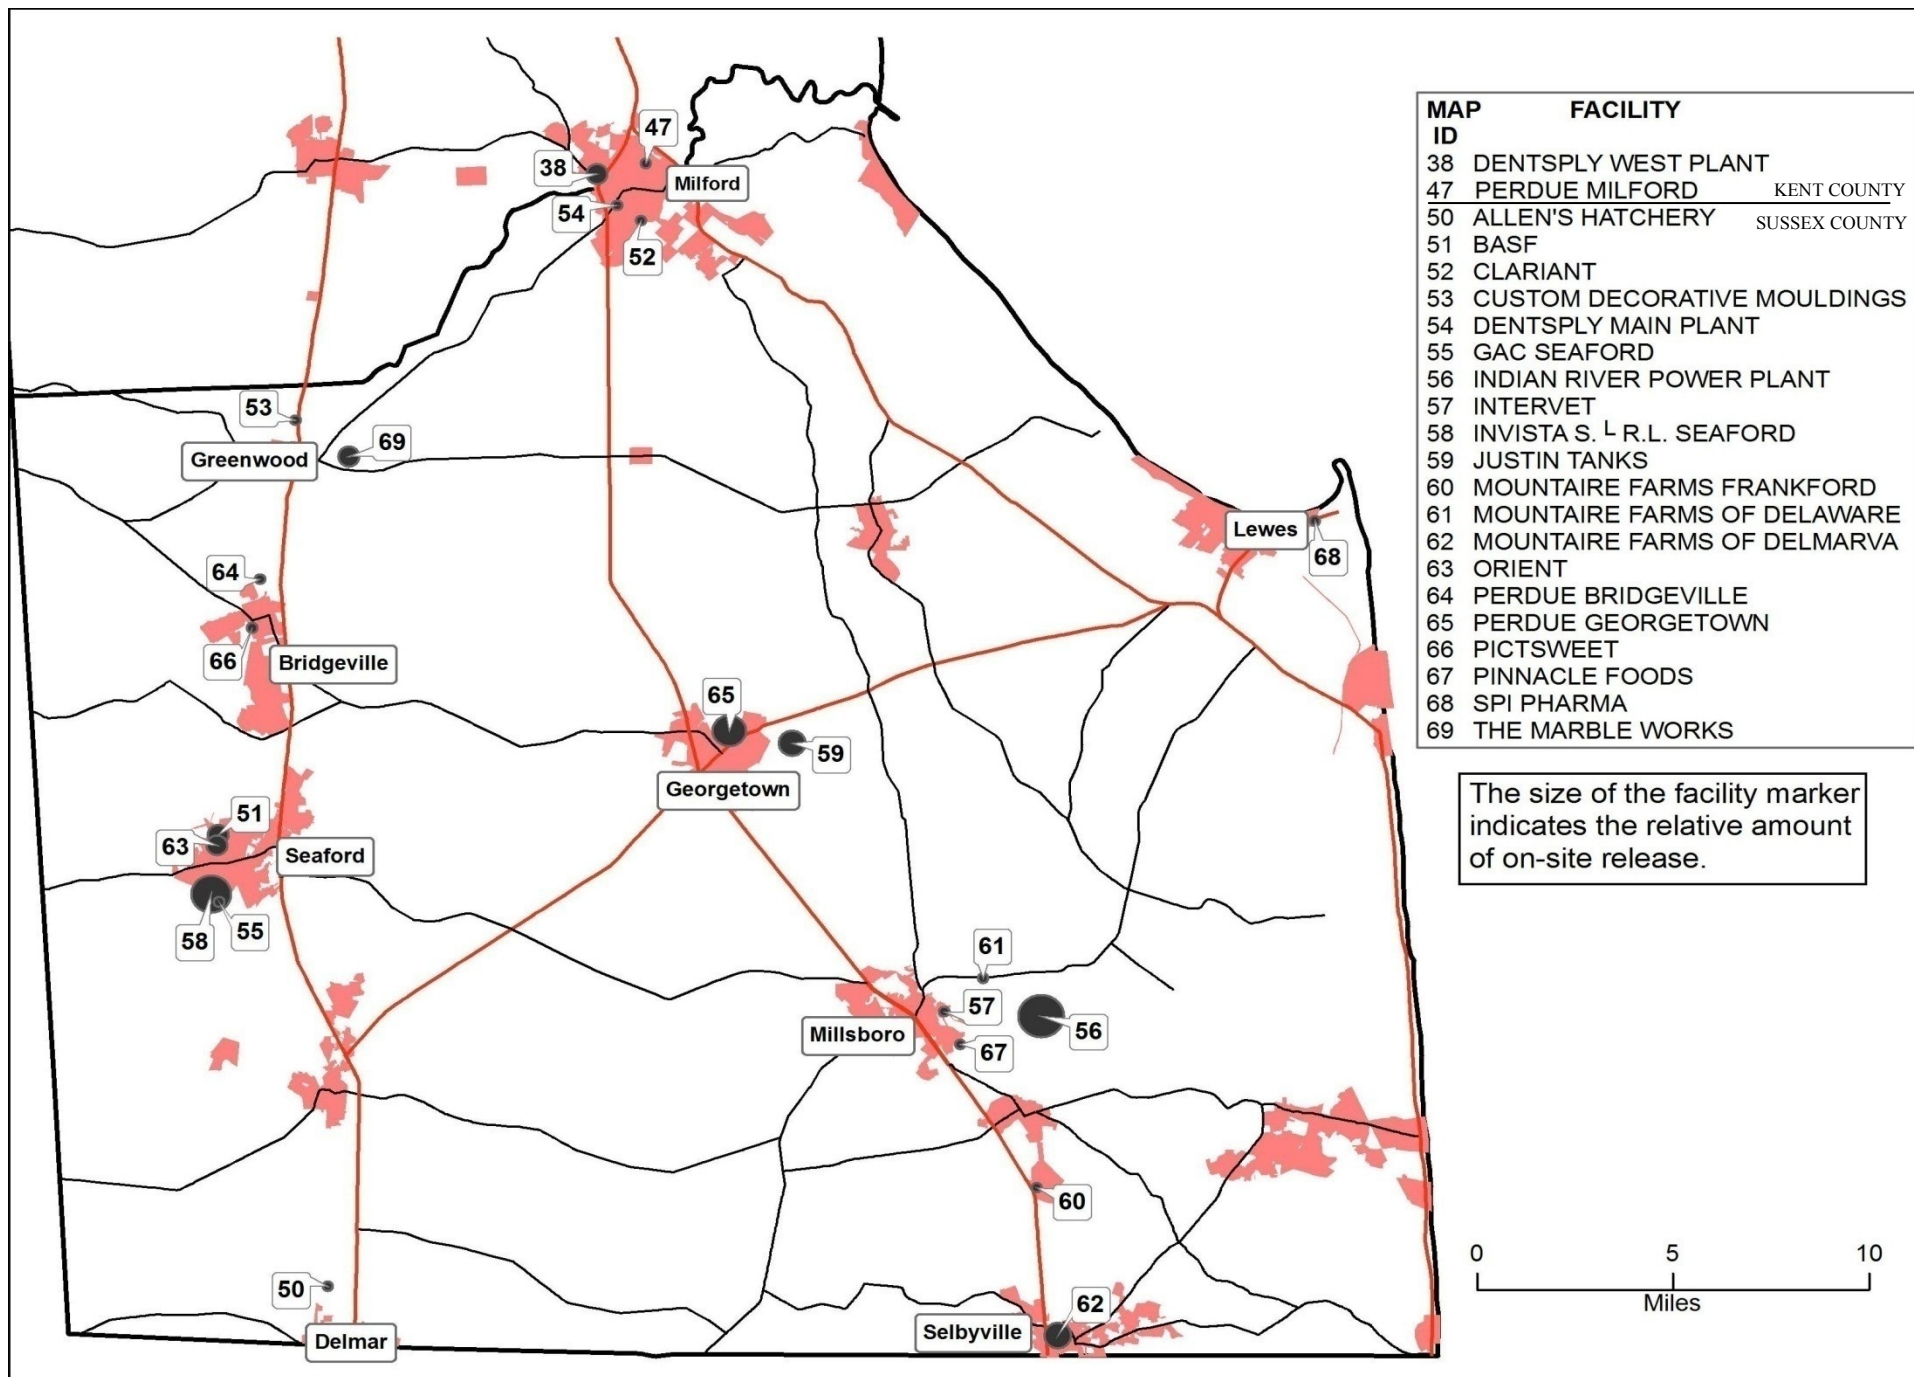 47
38
Milford
54
52
53
69
Greenwood
Lewes
68
64
66
Bridgeville
65
59
Georgetown
51
63
Seaford
58
55
61
57
56
Millsboro
67
60
50
62
Selbyville
Delmar
MAP FACILITY
ID
38 DENTSPLY WEST PLANT
47 PERDUE MILFORD KENT COUNTY
50 ALLEN'S HATCHERY SUSSEX COUNTY
51 BASF
52 CLARIANT
53 CUSTOM DECORATIVE MOULDINGS
54 DENTSPLY MAIN PLANT
55 GAC SEAFORD
56 INDIAN RIVER POWER PLANT
57 INTERVET
58 INVISTA S. L R.L. SEAFORD
59 JUSTIN TANKS
60 MOUNTAIRE FARMS FRANKFORD
61 MOUNTAIRE FARMS OF DELAWARE
62 MOUNTAIRE FARMS OF DELMARVA
63 ORIENT
64 PERDUE BRIDGEVILLE
65 PERDUE GEORGETOWN
66 PICTSWEET
67 PINNACLE FOODS
68 SPI PHARMA
69 THE MARBLE WORKS
The size of the facility marker
indicates the relative amount
of on-site release.
0 5 10
Miles